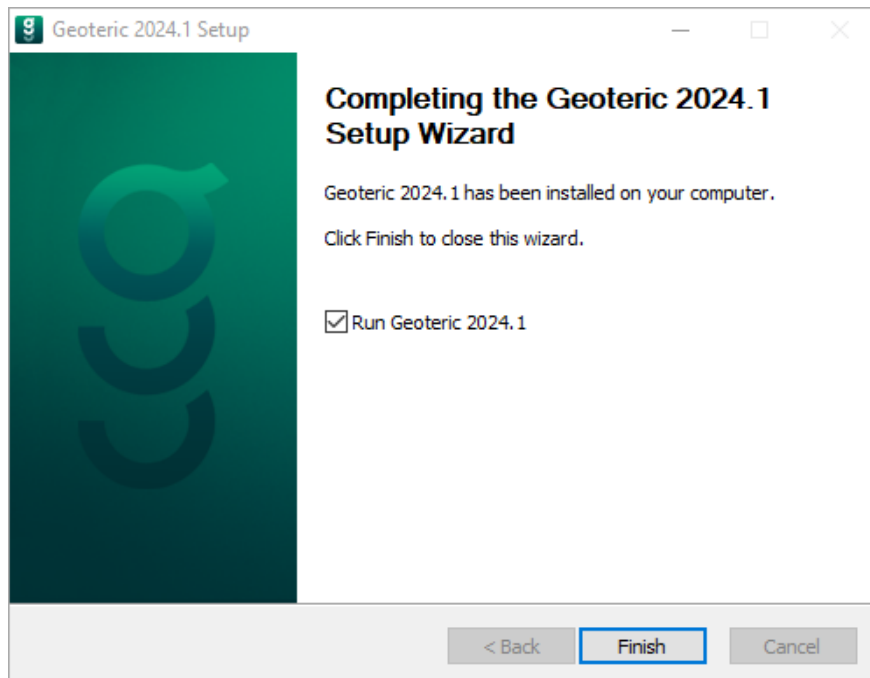 Geoteric 2024.1 Setup
Completing the Geoteric 2024.1
Setup Wizard
Geoteric 2024.1 has been installed on your computer.
Click Finish to close this wizard.
Run Geoteric 2024.1
< Back Finish Cancel